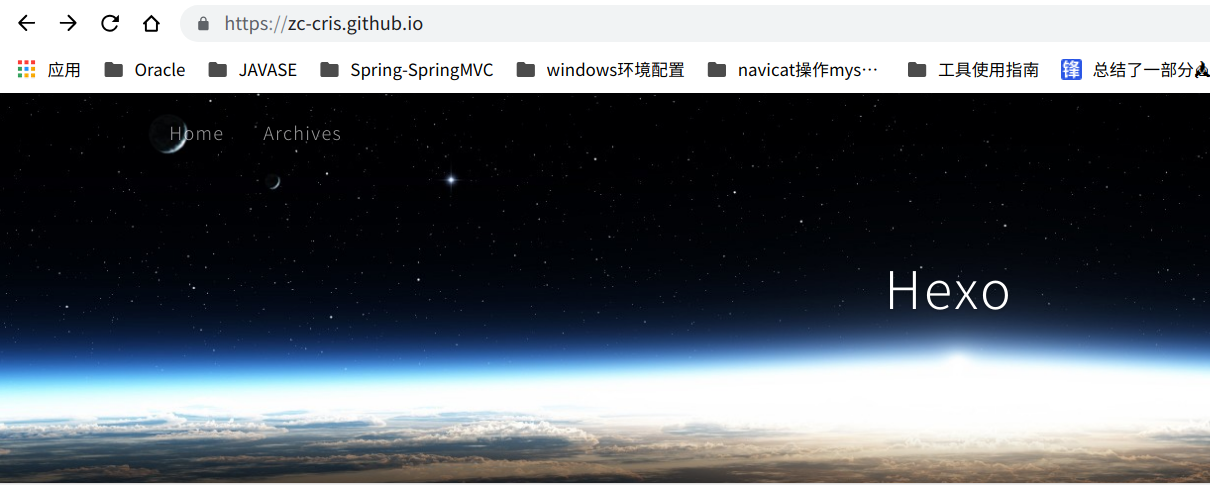 https://zc-cris.github.io
应用 Oracle JAVASE Spring-SpringMVC windows环境配置 navicat操作mys… 工具使用指南 锋 总结了一部分
Home Archives
Hexo